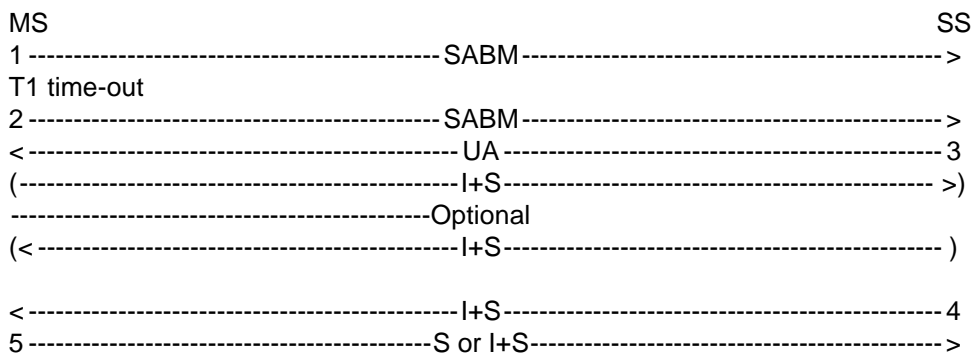 MS SS
1 ---------------------------------------------- SABM ----------------------------------------------- >
T1 time-out
2 ---------------------------------------------- SABM ----------------------------------------------- >
< ------------------------------------------------ UA ------------------------------------------------- 3
(------------------------------------------------- I+S------------------------------------------------ >)
-----------------------------------------------Optional
(< ----------------------------------------------- I+S------------------------------------------------- )
< ------------------------------------------------ I+S------------------------------------------------- 4
5 ---------------------------------------------S or I+S---------------------------------------------- >